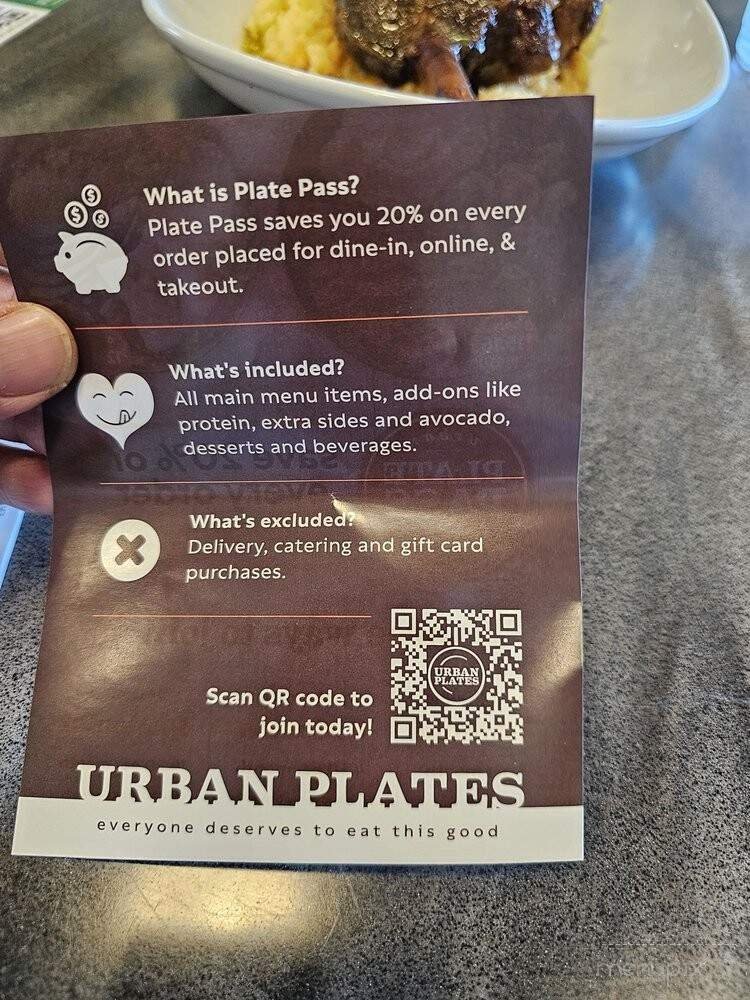 What is Plate Pass?
Plate Pass saves you 20% on every
order placed for dine-in, online, &
takeout.
What's included?
All main menu items, add-ons like
protein, extra sides and avocado,
desserts and beverages.
What's excluded?
Delivery, catering and gift card
purchases.
URBAN
PLATES
Scan QR code to
join today!
URBAN PLATES
everyone deserves to eat this good
menupix